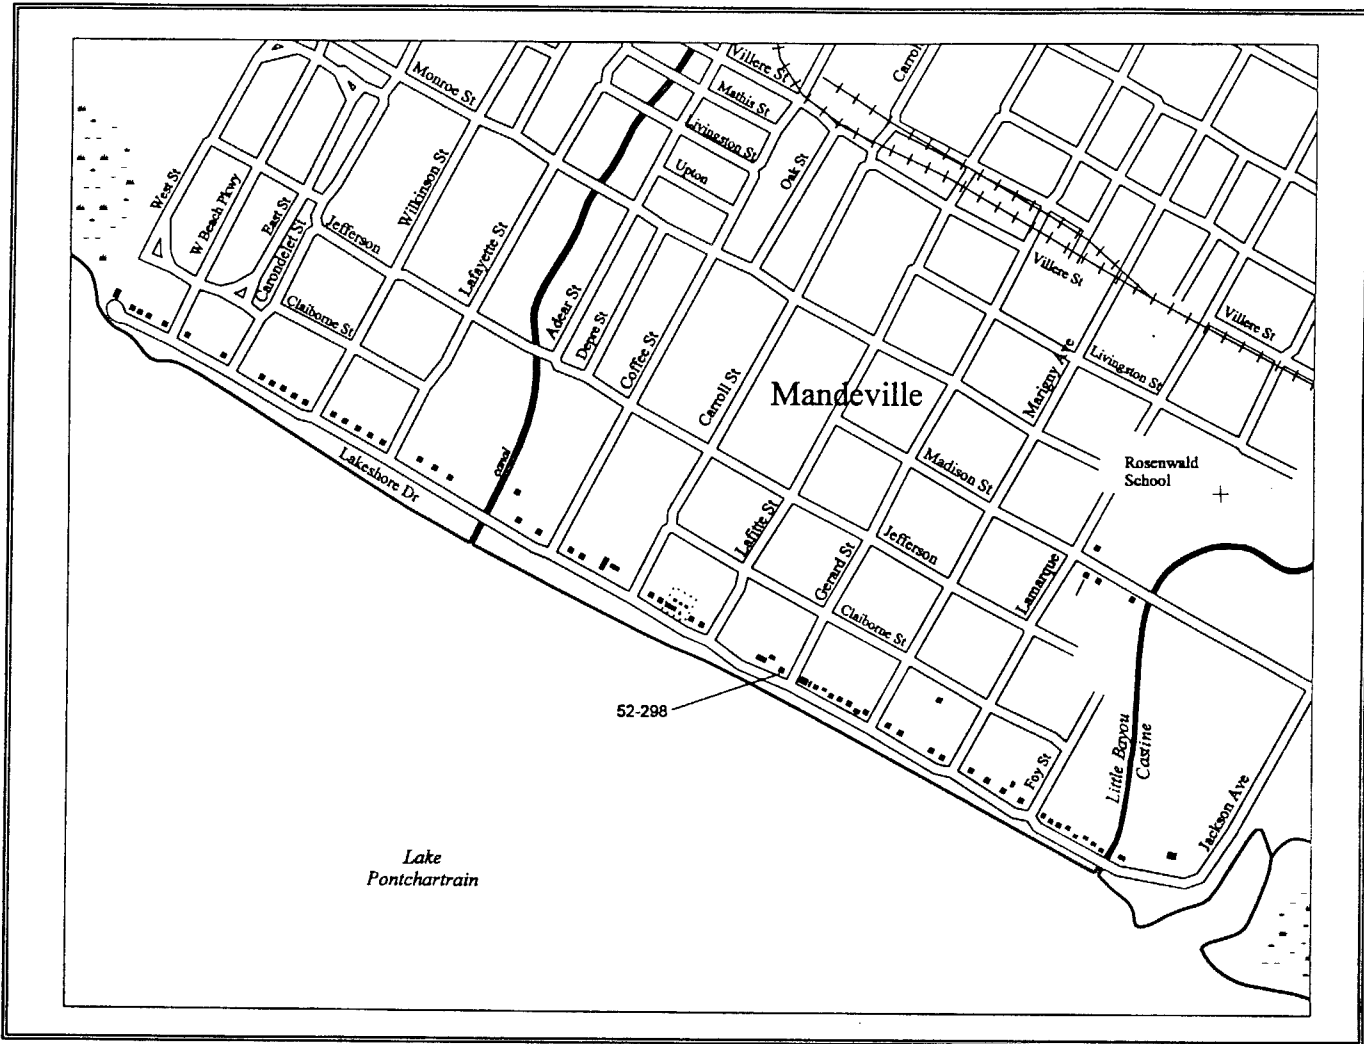 Villere St
Carrol
Monroe St
Mathis St
Livingston St
Upton
Oak St
West St
W Beach Pkwy
East St
Carondelet St
Jefferson
Wilkinson St
Lafayette St
Claiborne St
Adear St
Depre St
Coffee St
Carroll St
Villere St
Villere St
Livingston St
Marigny Ave
Mandeville
Madison St
Rosenwald
School
Lakeshore Dr
canal
Lafitte St
Gerard St
Jefferson
Lamarque
Claiborne St
52-298
Foy St
Little Bayou
Castine
Jackson Ave
Lake
Pontchartrain